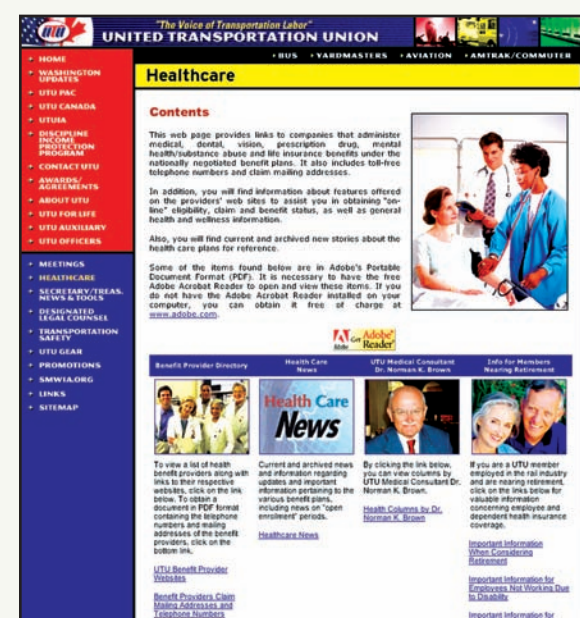 "The Voice of Transportation Labor"
utu
UNITED TRANSPORTATION UNION
BUS YARDMASTERS AVIATION AMTRAK/COMMUTER
HOME
WASHINGTON
UPDATES
UTU PAC
UTU CANADA
UTUIA
DISCIPLINE
INCOME
PROTECTION
PROGRAM
CONTACT UTU
AWARDS/
AGREEMENTS
ABOUT UTU
UTU FOR LIFE
UTU AUXILIARY
UTU OFFICERS
MEETINGS
HEALTHCARE
SECRETARY/TREAS.
NEWS & TOOLS
DESIGNATED
LEGAL COUNSEL
TRANSPORTATION
SAFETY
UTU GEAR
PROMOTIONS
SMWIA.ORG
LINKS
SITEMAP
Healthcare
Contents
This web page provides links to companies that administer
medical, dental, vision, prescription drug, mental
health/substance abuse and life insurance benefits under the
nationally negotiated benefit plans. It also includes toll-free
telephone numbers and claim mailing addresses.
In addition, you will find information about features offered
on the providers' web sites to assist you in obtaining "on-
line" eligibility, claim and benefit status, as well as general
health and wellness information.
Also, you will find current and archived new stories about the
health care plans for reference.
Some of the items found below are in Adobe's Portable
Document Format (PDF). It is necessary to have the free
Adobe Acrobat Reader to open and view these items. If you
do not have the Adobe Acrobat Reader installed on your
computer, you can obtain it free of charge at
www.adobe.com.
Adobe
Get Adobe®
Reader®
Benefit Provider Directory
To view a list of health
benefit providers along with
links to their respective
websites, click on the link
below. To obtain a
document in PDF format
containing the telephone
numbers and mailing
addresses of the benefit
providers, click on the
bottom link.
UTU Benefit Provider
Websites
Benefit Providers Claim
Mailing Addresses and
Telephone Numbers
Health Care
News
Health Care
News
Current and archived news
and information regarding
updates and important
information pertaining to the
various benefit plans,
including news on "open
enrollment" periods.
Healthcare News
UTU Medical Consultant
Dr. Norman K. Brown
By clicking the link below,
you can view columns by
UTU Medical Consultant Dr.
Norman K. Brown.
Health Columns by Dr.
Norman K. Brown
Info for Members
Nearing Retirement
If you are a UTU member
employed in the rail industry
and are nearing retirement,
click on the links below for
valuable information
concerning employee and
dependent health insurance
coverage.
Important Information
When Considering
Retirement
Important Information for
Employees Not Working Due
to Disability
Important Information for